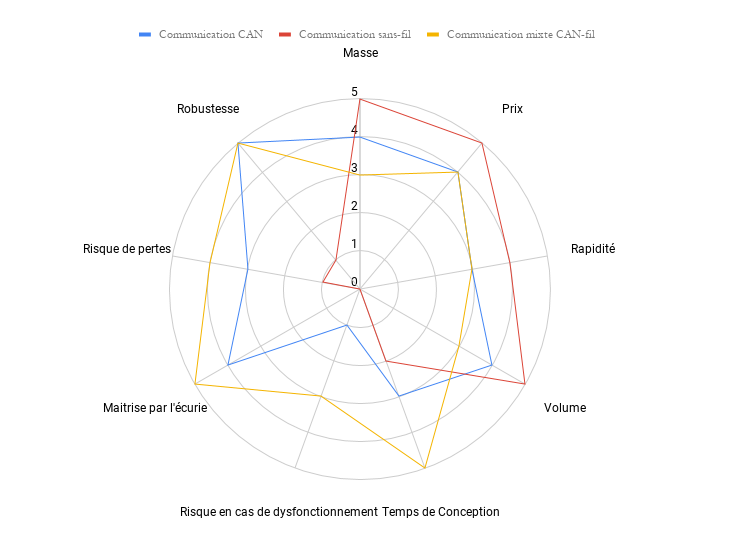 Communication CAN Communication sans-fil Communication mixte CAN-fil
Masse
5
Robustesse Prix
4
3
2
Risque de pertes 1 Rapidité
0
Maitrise par l'écurie Volume
Risque en cas de dysfonctionnement Temps de Conception